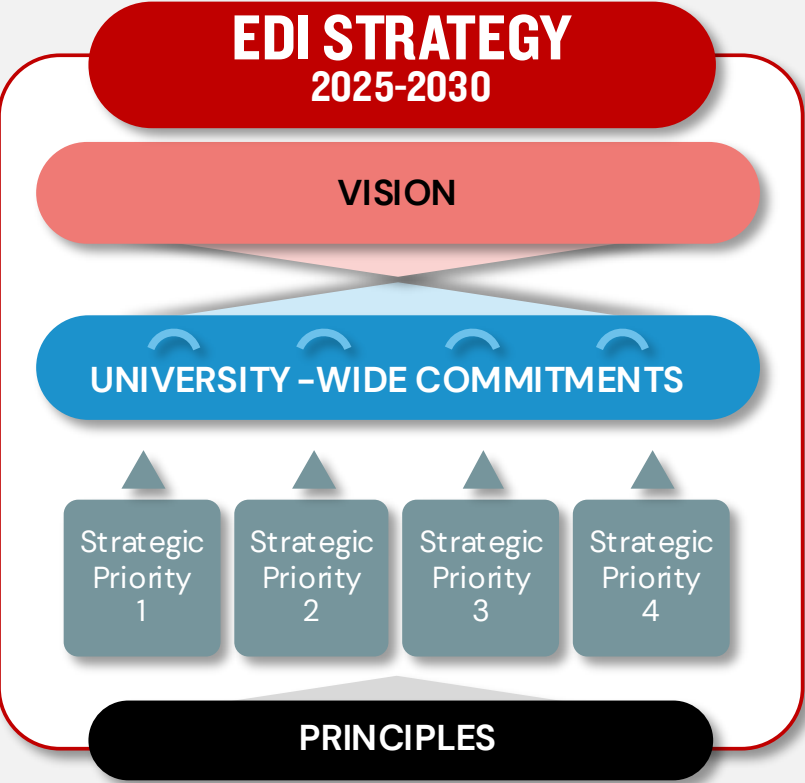 EDI STRATEGY
2025-2030
VISION
UNIVERSITY -WIDE COMMITMENTS
Strategic
Priority
1
Strategic
Priority
2
Strategic
Priority
3
Strategic
Priority
4
PRINCIPLES